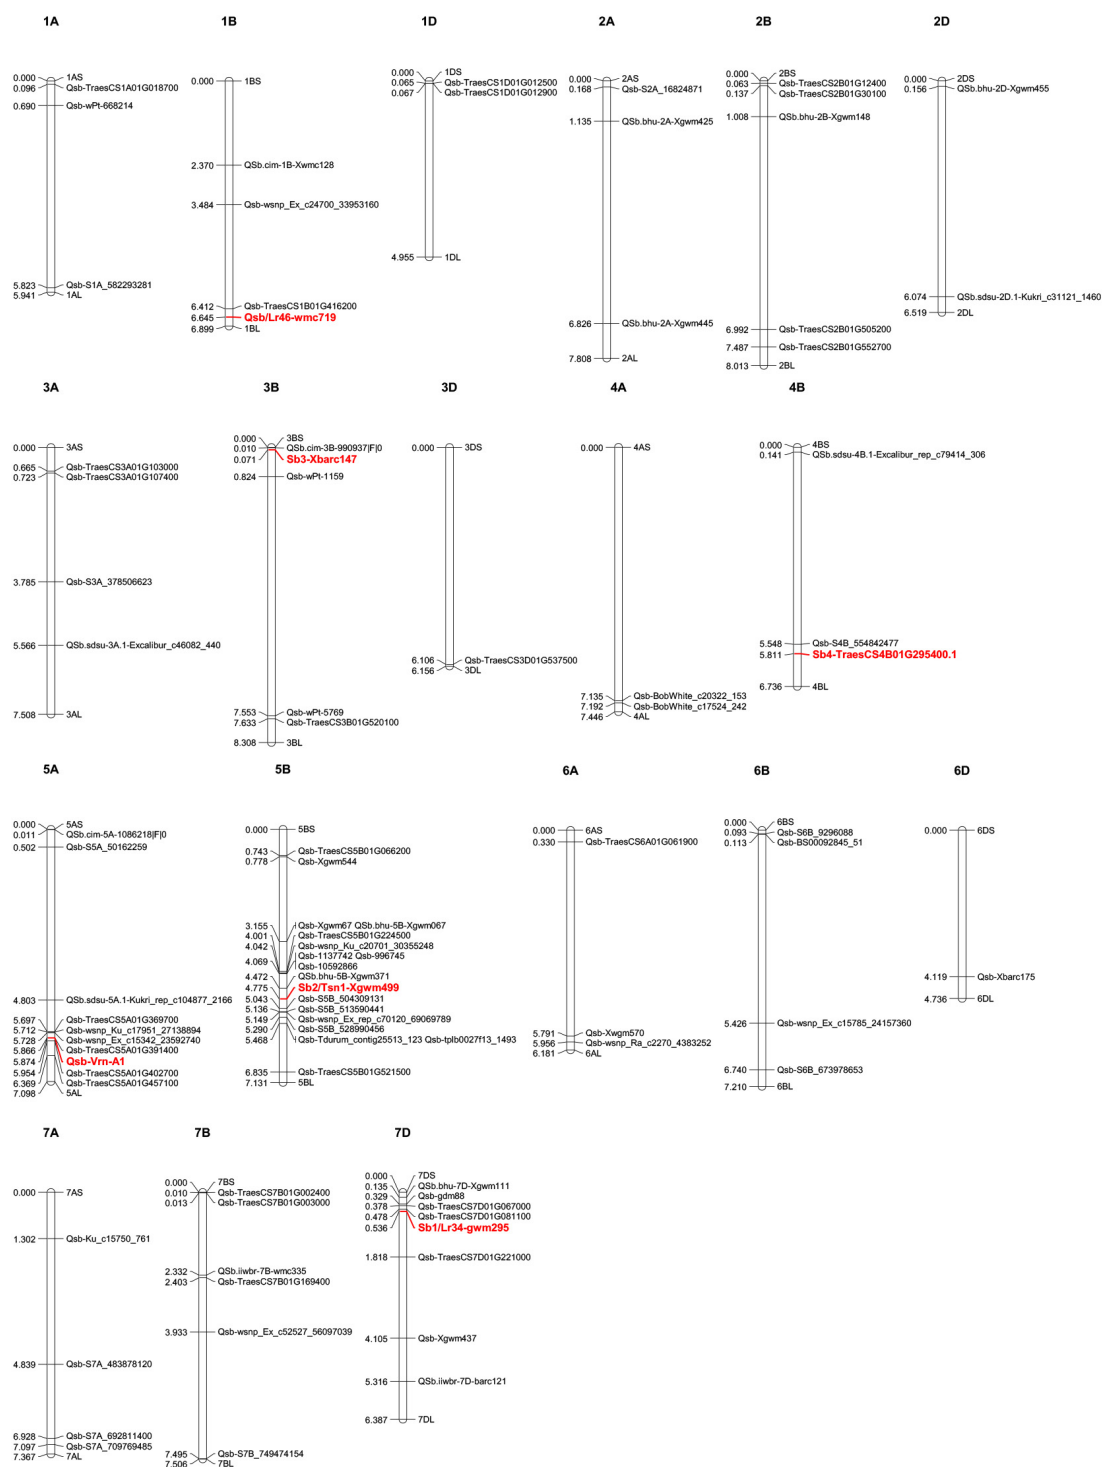 1A
0.000 1AS
0.096 Qsb-TraesCS1A01G018700
0.690 Qsb-wPt-668214
5.823 Qsb-S1A_582293281
5.941 1AL
1B
0.000 1BS
2.370 QSb.cim-1B-Xwmc128
3.484 Qsb-wsnp_Ex_c24700_33953160
6.412 Qsb-TraesCS1B01G416200
6.645 Qsb/Lr46-wmc719
6.899 1BL
1D
0.000 1DS
0.065 Qsb-TraesCS1D01G012500
0.067 Qsb-TraesCS1D01G012900
4.955 1DL
2A
0.000 2AS
0.168 Qsb-S2A_16824871
1.135 QSb.bhu-2A-Xgwm425
6.826 QSb.bhu-2A-Xgwm445
7.808 2AL
2B
0.000 2BS
0.063 Qsb-TraesCS2B01G12400
0.137 Qsb-TraesCS2B01G30100
1.008 QSb.bhu-2B-Xgwm148
6.992 Qsb-TraesCS2B01G505200
7.487 Qsb-TraesCS2B01G552700
8.013 2BL
2D
0.000 2DS
0.156 QSb.bhu-2D-Xgwm455
6.074 QSb.sdsu-2D.1-Kukri_c31121_1460
6.519 2DL
3A
0.000 3AS
0.665 Qsb-TraesCS3A01G103000
0.723 Qsb-TraesCS3A01G107400
3.785 Qsb-S3A_378506623
5.566 QSb.sdsu-3A.1-Excalibur_c46082_440
7.508 3AL
3B
0.000 3BS
0.010 QSb.cim-3B-990937|F|0
0.071 Sb3-Xbarc147
0.824 Qsb-wPt-1159
7.553 Qsb-wPt-5769
7.633 Qsb-TraesCS3B01G520100
8.308 3BL
3D
0.000 3DS
6.106 Qsb-TraesCS3D01G537500
6.156 3DL
4A
0.000 4AS
7.135 Qsb-BobWhite_c20322_153
7.192 Qsb-BobWhite_c17524_242
7.446 4AL
4B
0.000 4BS
0.141 QSb.sdsu-4B.1-Excalibur_rep_c79414_306
5.548 Qsb-S4B_554842477
5.811 Sb4-TraesCS4B01G295400.1
6.736 4BL
5A
0.000 5AS
0.011 QSb.cim-5A-1086218|F|0
0.502 Qsb-S5A_50162259
4.803 QSb.sdsu-5A.1-Kukri_rep_c104877_2166
5.697 Qsb-TraesCS5A01G369700
5.712 Qsb-wsnp_Ku_c17951_27138894
5.728 Qsb-wsnp_Ex_c15342_23592740
5.866 Qsb-TraesCS5A01G391400
5.874 Qsb-Vrn-A1
5.954 Qsb-TraesCS5A01G402700
6.369 Qsb-TraesCS5A01G457100
7.098 5AL
5B
0.000 5BS
0.743 Qsb-TraesCS5B01G066200
0.778 Qsb-Xgwm544
3.155 Qsb-Xgwm67 QSb.bhu-5B-Xgwm067
4.001 Qsb-TraesCS5B01G224500
4.042 Qsb-wsnp_Ku_c20701_30355248
4.069 Qsb-1137742 Qsb-996745
Qsb-10592866
4.472 QSb.bhu-5B-Xgwm371
4.775 Sb2/Tsn1-Xgwm499
5.043 Qsb-S5B_504309131
5.136 Qsb-S5B_513590441
5.149 Qsb-wsnp_Ex_rep_c70120_69069789
5.290 Qsb-S5B_528990456
5.468 Qsb-Tdurum_contig25513_123 Qsb-tplb0027f13_1493
6.835 Qsb-TraesCS5B01G521500
7.131 5BL
6A
0.000 6AS
0.330 Qsb-TraesCS6A01G061900
5.791 Qsb-Xwgm570
5.956 Qsb-wsnp_Ra_c2270_4383252
6.181 6AL
6B
0.000 6BS
0.093 Qsb-S6B_9296088
0.113 Qsb-BS00092845_51
5.426 Qsb-wsnp_Ex_c15785_24157360
6.740 Qsb-S6B_673978653
7.210 6BL
6D
0.000 6DS
4.119 Qsb-Xbarc175
4.736 6DL
7A
0.000 7AS
1.302 Qsb-Ku_c15750_761
4.839 Qsb-S7A_483878120
6.928 Qsb-S7A_692811400
7.097 Qsb-S7A_709769485
7.367 7AL
7B
0.000 7BS
0.010 Qsb-TraesCS7B01G002400
0.013 Qsb-TraesCS7B01G003000
2.332 QSb.iiwbr-7B-wmc335
2.403 Qsb-TraesCS7B01G169400
3.933 Qsb-wsnp_Ex_c52527_56097039
7.495 Qsb-S7B_749474154
7.506 7BL
7D
0.000 7DS
0.135 QSb.bhu-7D-Xgwm111
0.329 Qsb-gdm88
0.378 Qsb-TraesCS7D01G067000
0.478 Qsb-TraesCS7D01G081100
0.536 Sb1/Lr34-gwm295
1.818 Qsb-TraesCS7D01G221000
4.105 Qsb-Xgwm437
5.316 QSb.iiwbr-7D-barc121
6.387 7DL